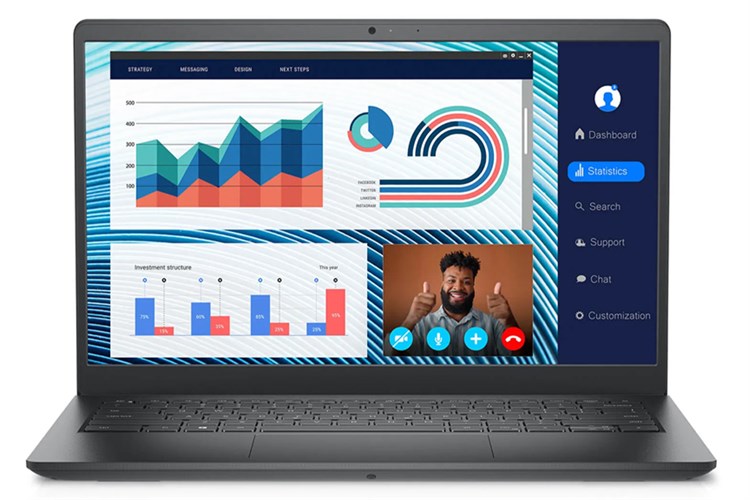 STRATEGY MESSAGING DESIGN NEXT STEPS
500
400
300
200
100
FACEBOOK
TWITTER
LINKEDIN
INSTAGRAM
Dashboard
Statistics
Search
Support
Chat
Customization
Investment structure This year